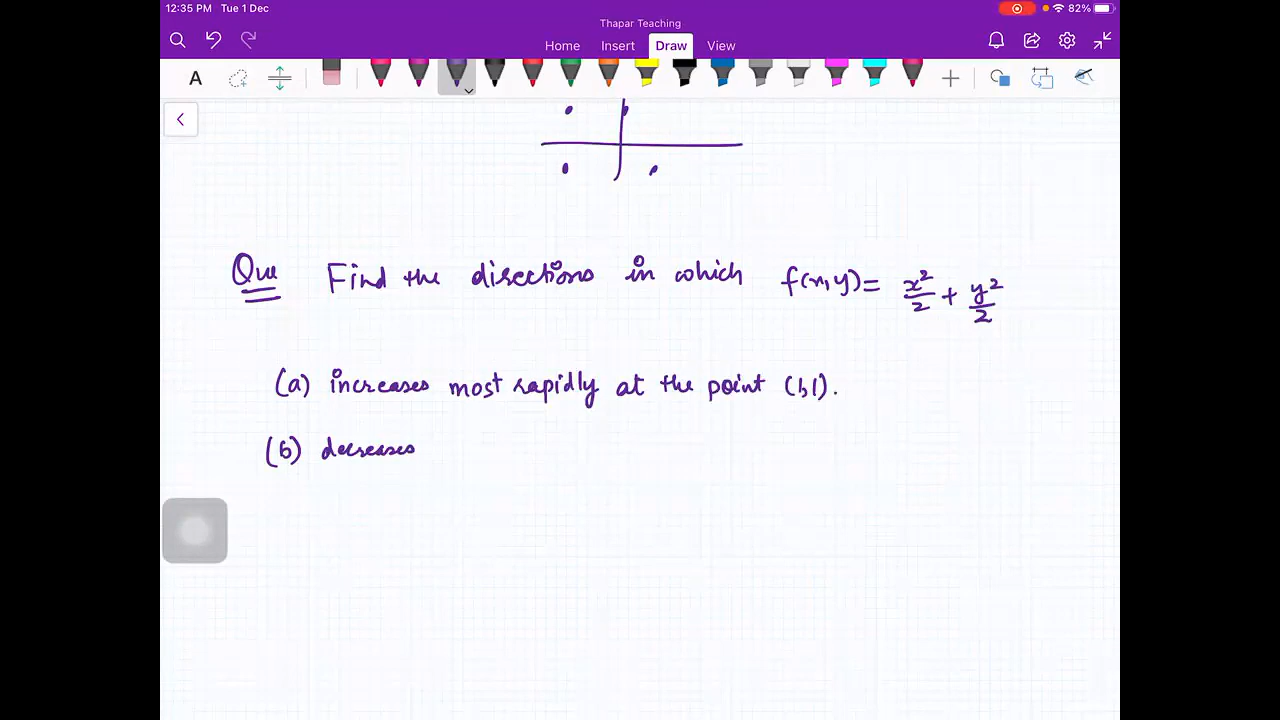 12:35 PM Tue 1 Dec 82%
Thapar Teaching
Home Insert Draw View
A
Que Find the directions in which f(x,y) = x²/2 + y²/2
(a) increases most rapidly at the point (1,1).
(b) decreases